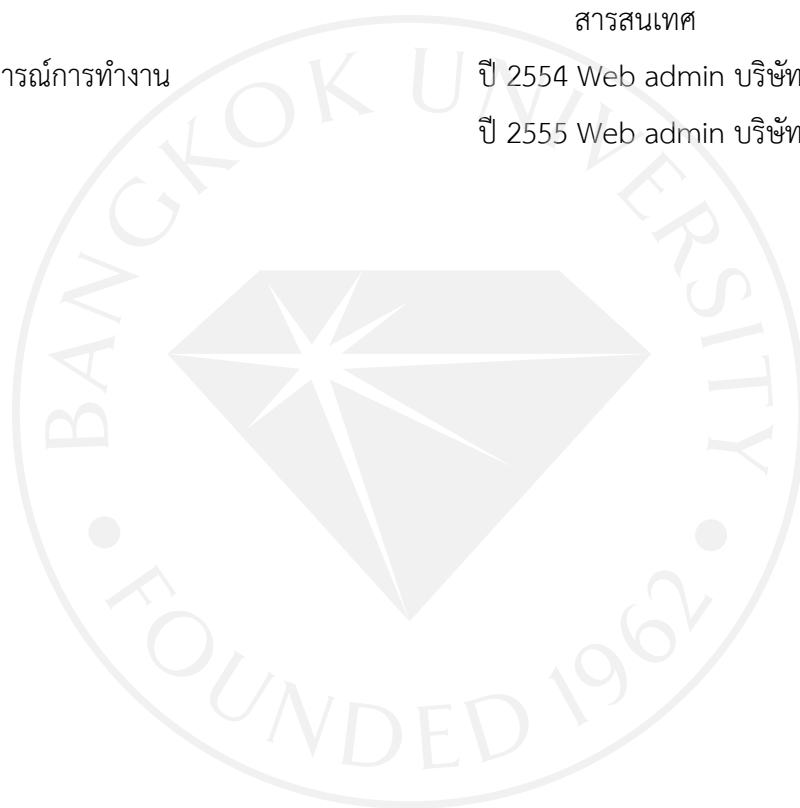 สารสนเทศ
ารณ์การทำงาน ปี 2554 Web admin บริษัท
ปี 2555 Web admin บริษัท
BANGKOK UNIVERSITY
FOUNDED 1962